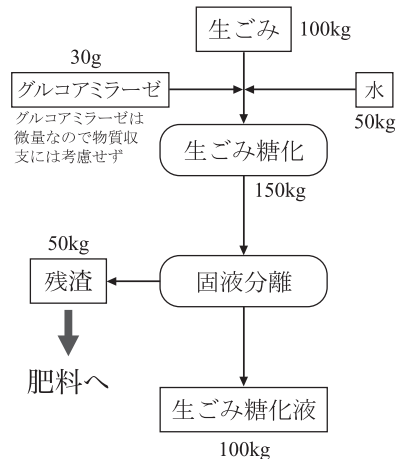 生ごみ
100kg
30g
グルコアミラーゼ
水
グルコアミラーゼは
微量なので物質収
支には考慮せず
50kg
生ごみ糖化
150kg
50kg
残渣
固液分離
肥料へ
生ごみ糖化液
100kg